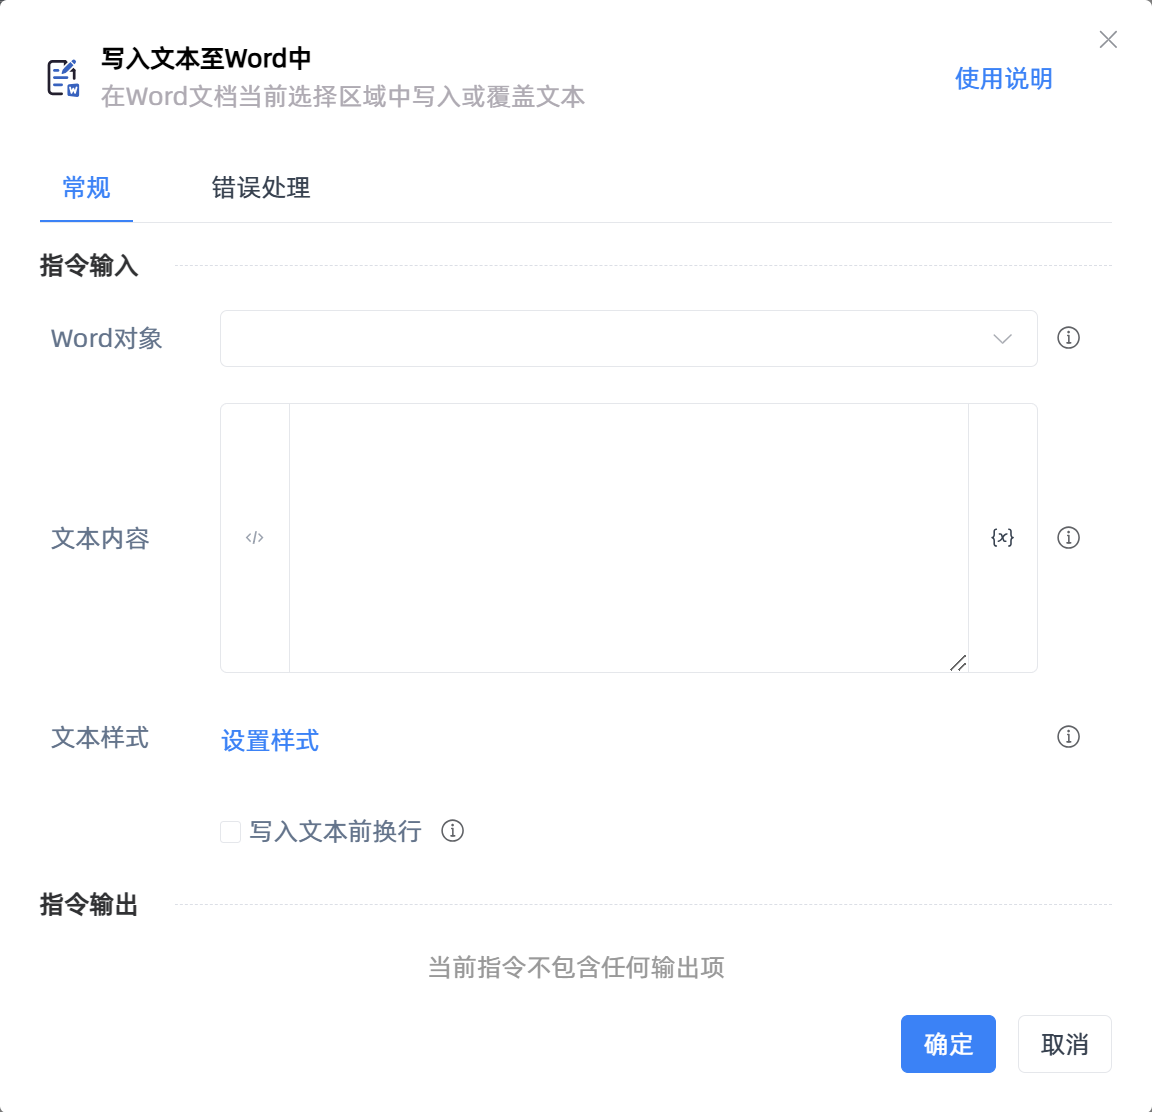 写入文本至Word中
在Word文档当前选择区域中写入或覆盖文本
使用说明
常规
错误处理
指令输入
Word对象
文本内容
</>
{x}
文本样式
设置样式
写入文本前换行
指令输出
当前指令不包含任何输出项
确定
取消